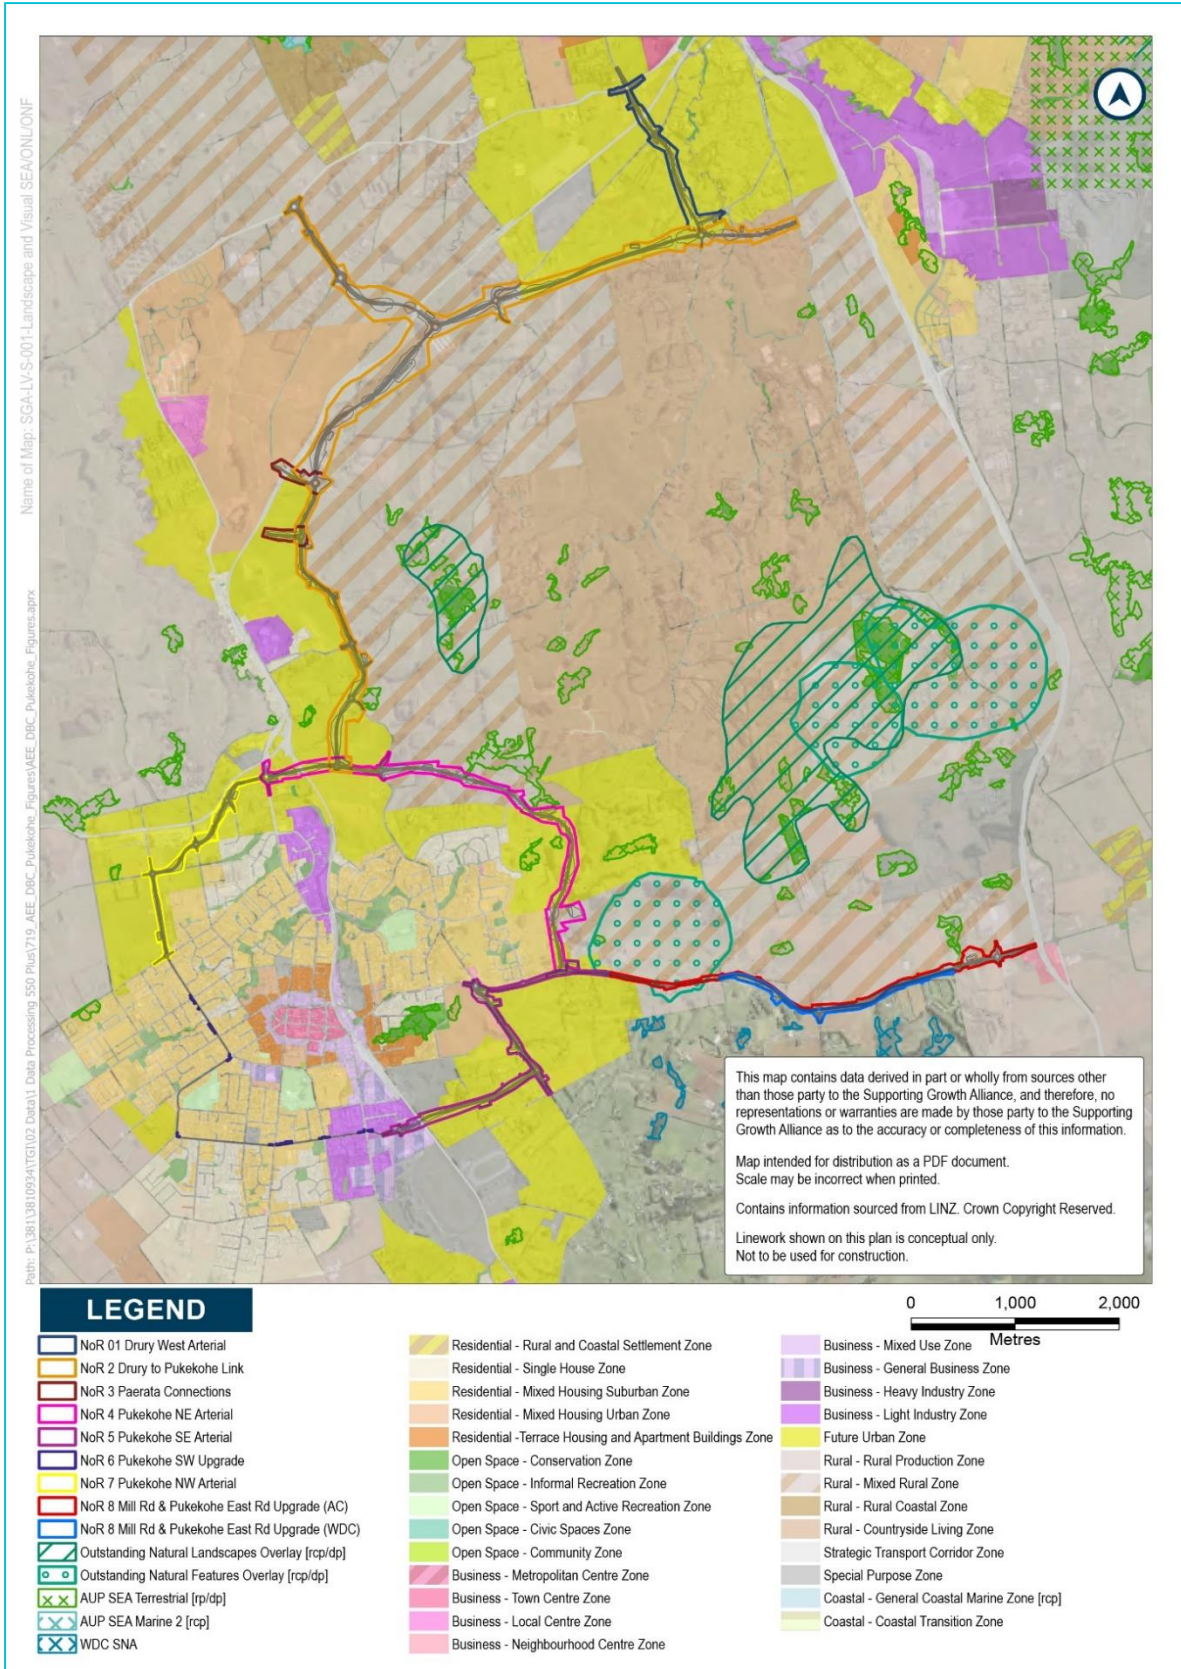 Name of Map: SGA-LV-S-001-Landscape and Visual SEA/ONL/ONF
Path: P:\381\3810934\TGI\02 Data\1 Data Processing 550 Plus\719_AEE_DBC_Pukekohe_Figures\AEE_DBC_Pukekohe_Figures.aprx
This map contains data derived in part or wholly from sources other
than those party to the Supporting Growth Alliance, and therefore, no
representations or warranties are made by those party to the Supporting
Growth Alliance as to the accuracy or completeness of this information.
Map intended for distribution as a PDF document.
Scale may be incorrect when printed.
Contains information sourced from LINZ. Crown Copyright Reserved.
Linework shown on this plan is conceptual only.
Not to be used for construction.
LEGEND
0 1,000 2,000
Metres
NoR 01 Drury West Arterial
NoR 2 Drury to Pukekohe Link
NoR 3 Paerata Connections
NoR 4 Pukekohe NE Arterial
NoR 5 Pukekohe SE Arterial
NoR 6 Pukekohe SW Upgrade
NoR 7 Pukekohe NW Arterial
NoR 8 Mill Rd & Pukekohe East Rd Upgrade (AC)
NoR 8 Mill Rd & Pukekohe East Rd Upgrade (WDC)
Outstanding Natural Landscapes Overlay [rcp/dp]
Outstanding Natural Features Overlay [rcp/dp]
AUP SEA Terrestrial [rp/dp]
AUP SEA Marine 2 [rcp]
WDC SNA
Residential - Rural and Coastal Settlement Zone
Residential - Single House Zone
Residential - Mixed Housing Suburban Zone
Residential - Mixed Housing Urban Zone
Residential -Terrace Housing and Apartment Buildings Zone
Open Space - Conservation Zone
Open Space - Informal Recreation Zone
Open Space - Sport and Active Recreation Zone
Open Space - Civic Spaces Zone
Open Space - Community Zone
Business - Metropolitan Centre Zone
Business - Town Centre Zone
Business - Local Centre Zone
Business - Neighbourhood Centre Zone
Business - Mixed Use Zone
Business - General Business Zone
Business - Heavy Industry Zone
Business - Light Industry Zone
Future Urban Zone
Rural - Rural Production Zone
Rural - Mixed Rural Zone
Rural - Rural Coastal Zone
Rural - Countryside Living Zone
Strategic Transport Corridor Zone
Special Purpose Zone
Coastal - General Coastal Marine Zone [rcp]
Coastal - Coastal Transition Zone